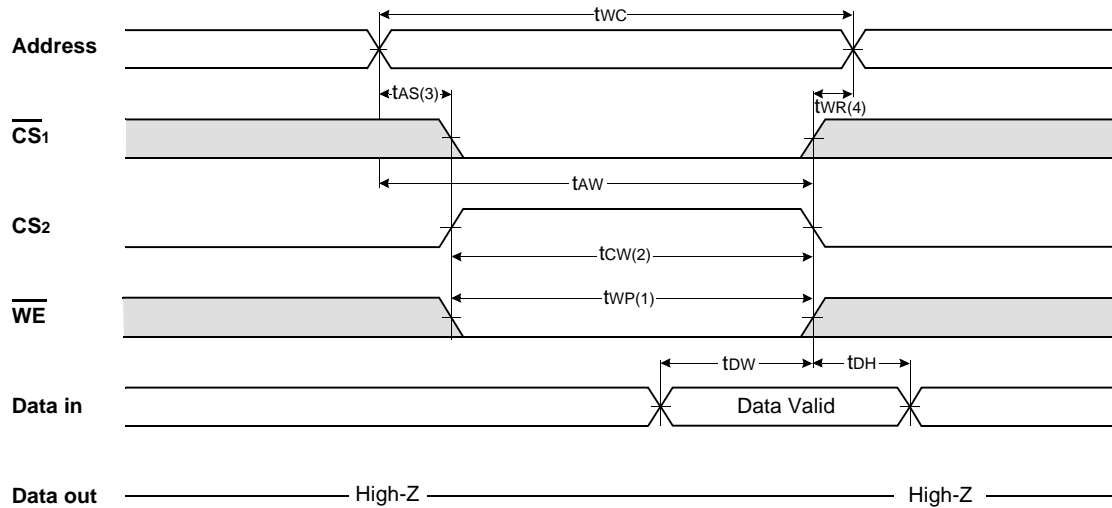 tWC
Address
tAS(3)
tWR(4)
CS1
tAW
CS2
tCW(2)
tWP(1)
WE
tDW
tDH
Data in
Data Valid
Data out
High-Z
High-Z